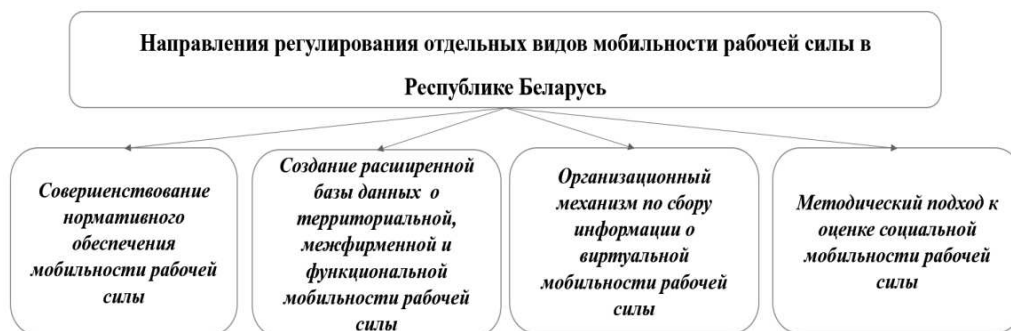 Направления регулирования отдельных видов мобильности рабочей силы в
Республике Беларусь
Совершенствование
нормативного
обеспечения
мобильности рабочей
силы
Создание расширенной
базы данных о
территориальной,
межфирменной и
функциональной
мобильности рабочей
силы
Организационный
механизм по сбору
информации о
виртуальной
мобильности рабочей
силы
Методический подход к
оценке социальной
мобильности рабочей
силы